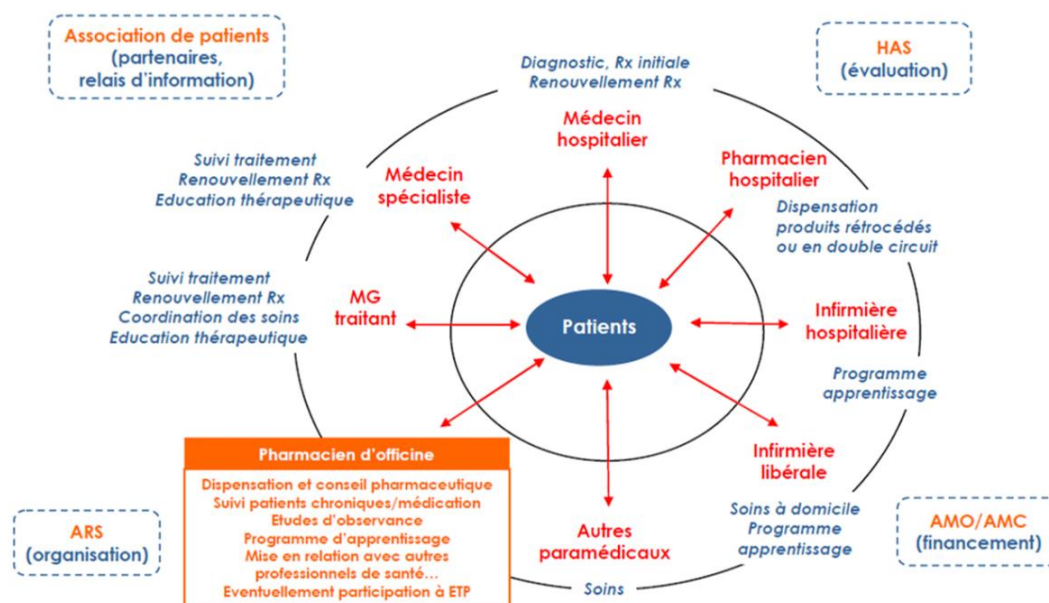 Association de patients
(partenaires,
relais d'information)
HAS
(évaluation)
Diagnostic, Rx initiale
Renouvellement Rx
Médecin
hospitalier
Pharmacien
hospitalier
Dispensation
produits rétrocédés
ou en double circuit
Suivi traitement
Renouvellement Rx
Education thérapeutique
Médecin
spécialiste
Suivi traitement
Renouvellement Rx
Coordination des soins
Education thérapeutique
MG
traitant
Patients
Infirmière
hospitalière
Programme
apprentissage
Pharmacien d'officine
Dispensation et conseil pharmaceutique
Suivi patients chroniques/médication
Etudes d'observance
Programme d'apprentissage
Mise en relation avec autres
professionnels de santé...
Eventuellement participation à ETP
Infirmière
libérale
Soins à domicile
Programme
apprentissage
Autres
paramédicaux
Soins
ARS
(organisation)
AMO/AMC
(financement)